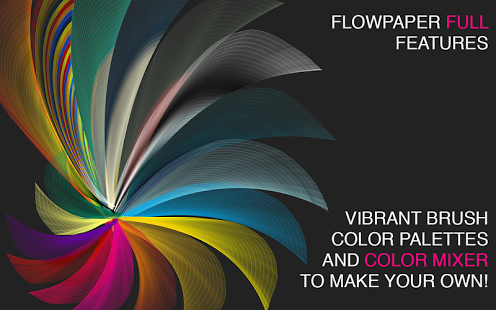 FLOWPAPER FULL
FEATURES
VIBRANT BRUSH
COLOR PALETTES
AND COLOR MIXER
TO MAKE YOUR OWN!